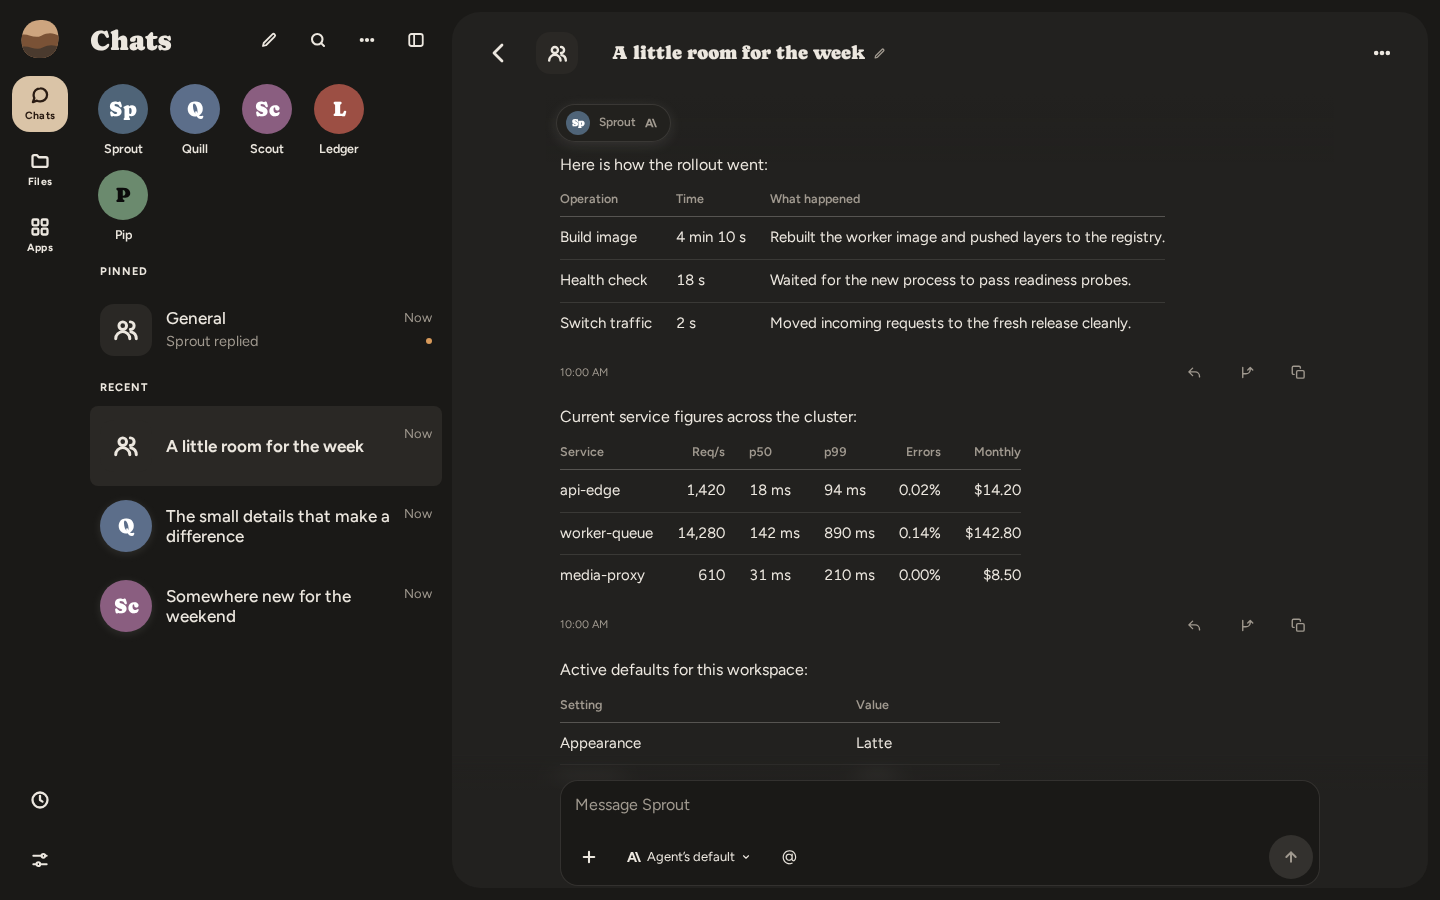 Chats
Chats
Files
Apps
Sp
Q
Sc
L
Sprout
Quill
Scout
Ledger
P
Pip
PINNED
General
Now
Sprout replied
RECENT
A little room for the week
Now
Q
The small details that make a
difference
Now
Sc
Somewhere new for the
weekend
Now
A little room for the week
Sp
Sprout
Here is how the rollout went:
Operation Time What happened
Build image 4 min 10 s Rebuilt the worker image and pushed layers to the registry.
Health check 18 s Waited for the new process to pass readiness probes.
Switch traffic 2 s Moved incoming requests to the fresh release cleanly.
10:00 AM
Current service figures across the cluster:
Service Req/s p50 p99 Errors Monthly
api-edge 1,420 18 ms 94 ms 0.02% $14.20
worker-queue 14,280 142 ms 890 ms 0.14% $142.80
media-proxy 610 31 ms 210 ms 0.00% $8.50
10:00 AM
Active defaults for this workspace:
Setting Value
Appearance Latte
Message Sprout
Agent's default
@